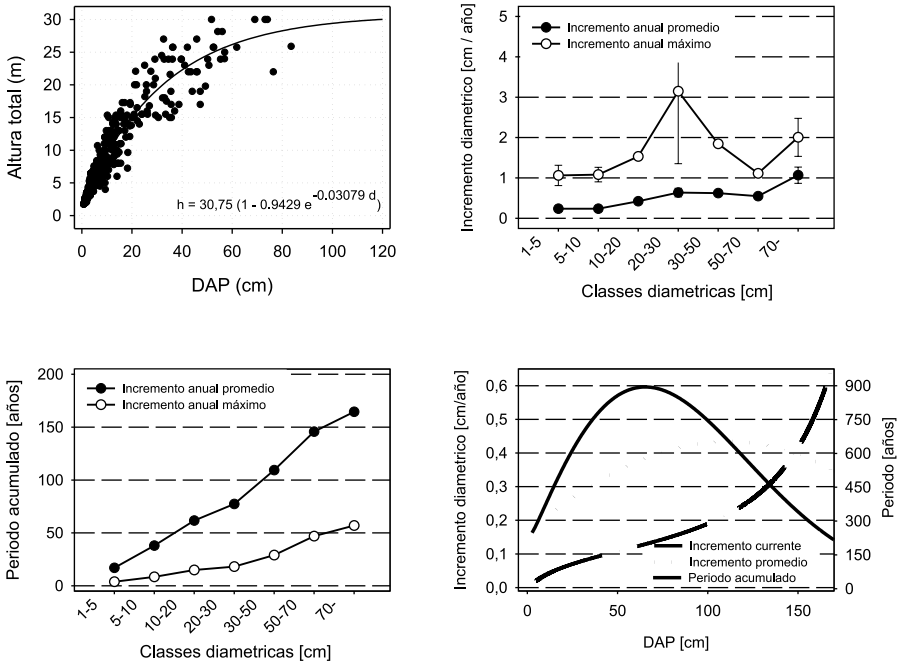 Altura total (m)
30
25
20
15
10
5
0
h = 30,75 (1 - 0.9429 e -0.03079 d)
0 20 40 60 80 100 120
DAP (cm)
Incremento diametrico [cm / año]
5
4
3
2
1
0
Incremento anual promedio
Incremento anual máximo
1-5 5-10 10-20 20-30 30-50 50-70 70-
Classes diametricas [cm]
Periodo acumulado [años]
200
150
100
50
0
Incremento anual promedio
Incremento anual máximo
1-5 5-10 10-20 20-30 30-50 50-70 70-
Classes diametricas [cm]
Incremento diametrico [cm/año]
0,6
0,5
0,4
0,3
0,2
0,1
0,0
Incremento currente
Incremento promedio
Periodo acumulado
900
750
600
450
300
150
0
Periodo [años]
0 50 100 150
DAP [cm]